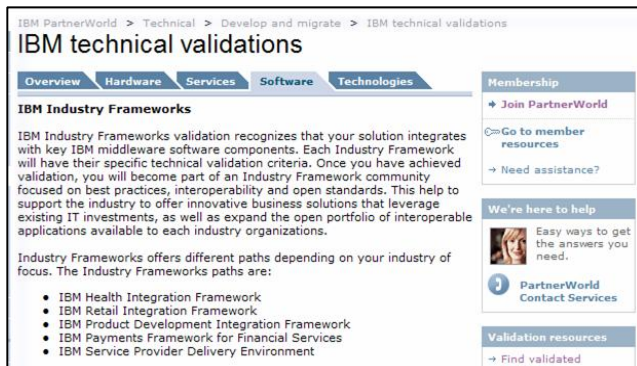 IBM PartnerWorld > Technical > Develop and migrate > IBM technical validations
IBM technical validations
Overview
Hardware
Services
Software
Technologies
IBM Industry Frameworks
IBM Industry Frameworks validation recognizes that your solution integrates
with key IBM middleware software components. Each Industry Framework
will have their specific technical validation criteria. Once you have achieved
validation, you will become part of an Industry Framework community
focused on best practices, interoperability and open standards. This help to
support the industry to offer innovative business solutions that leverage
existing IT investments, as well as expand the open portfolio of interoperable
applications available to each industry organizations.
Industry Frameworks offers different paths depending on your industry of
focus. The Industry Frameworks paths are:
• IBM Health Integration Framework
• IBM Retail Integration Framework
• IBM Product Development Integration Framework
• IBM Payments Framework for Financial Services
• IBM Service Provider Delivery Environment
Membership
Join PartnerWorld
Go to member
resources
Need assistance?
We're here to help
Easy ways to get
the answers you
need.
PartnerWorld
Contact Services
Validation resources
Find validated